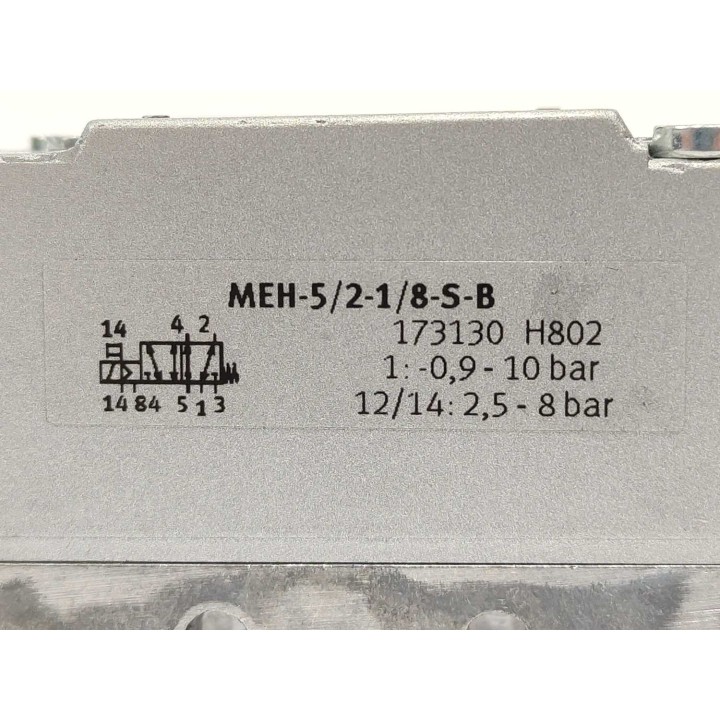 MEH-5/2-1/8-S-B
173130 H802
1: -0,9 - 10 bar
12/14: 2,5 - 8 bar
14 4 2
14 84 5 1 3